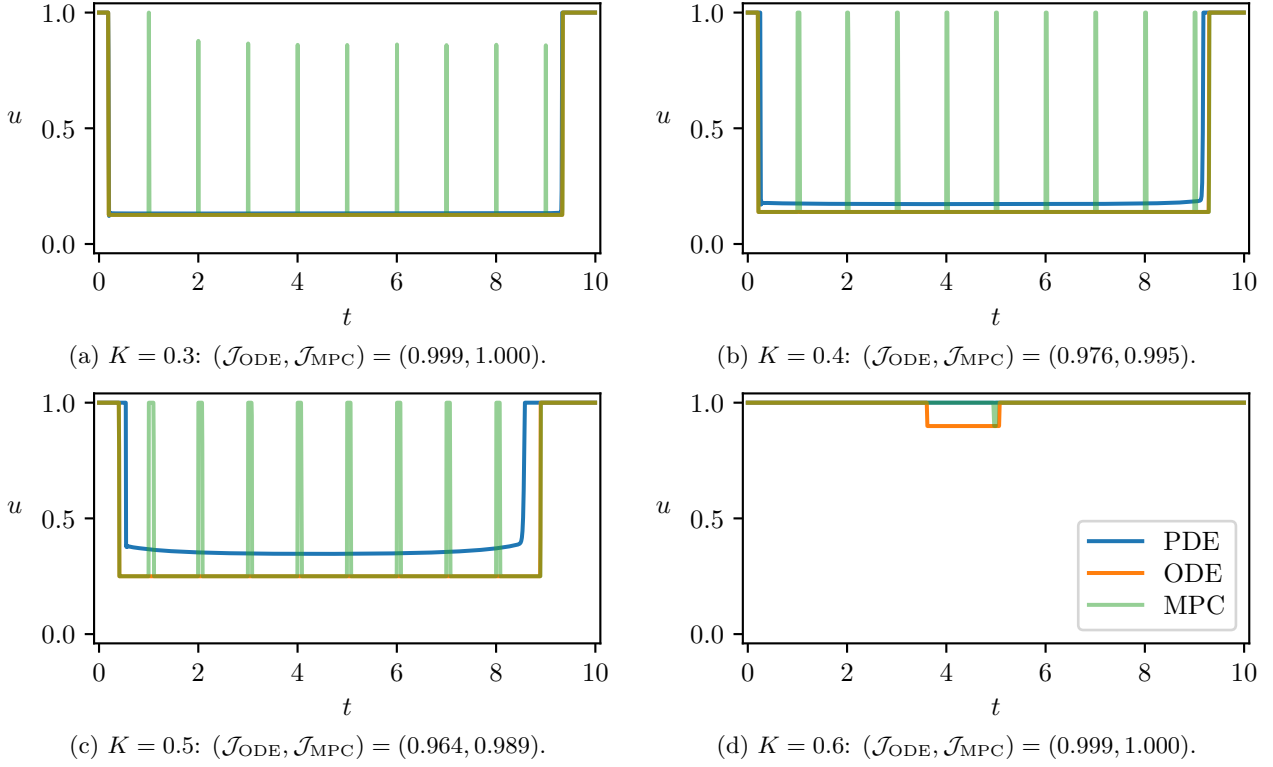 1.0
0.5
0.0
u
0 2 4 6 8 10
t
(a) K = 0.3: (𝒥ODE, 𝒥MPC) = (0.999, 1.000).
1.0
0.5
0.0
u
0 2 4 6 8 10
t
(b) K = 0.4: (𝒥ODE, 𝒥MPC) = (0.976, 0.995).
1.0
0.5
0.0
u
0 2 4 6 8 10
t
(c) K = 0.5: (𝒥ODE, 𝒥MPC) = (0.964, 0.989).
1.0
0.5
0.0
u
PDE
ODE
MPC
0 2 4 6 8 10
t
(d) K = 0.6: (𝒥ODE, 𝒥MPC) = (0.999, 1.000).